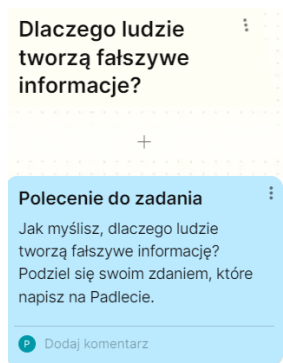 Dlaczego ludzie
tworzą fałszywe
informacje?
Polecenie do zadania
Jak myślisz, dlaczego ludzie
tworzą fałszywe informację?
Podziel się swoim zdaniem, które
napisz na Padlecie.
P Dodaj komentarz